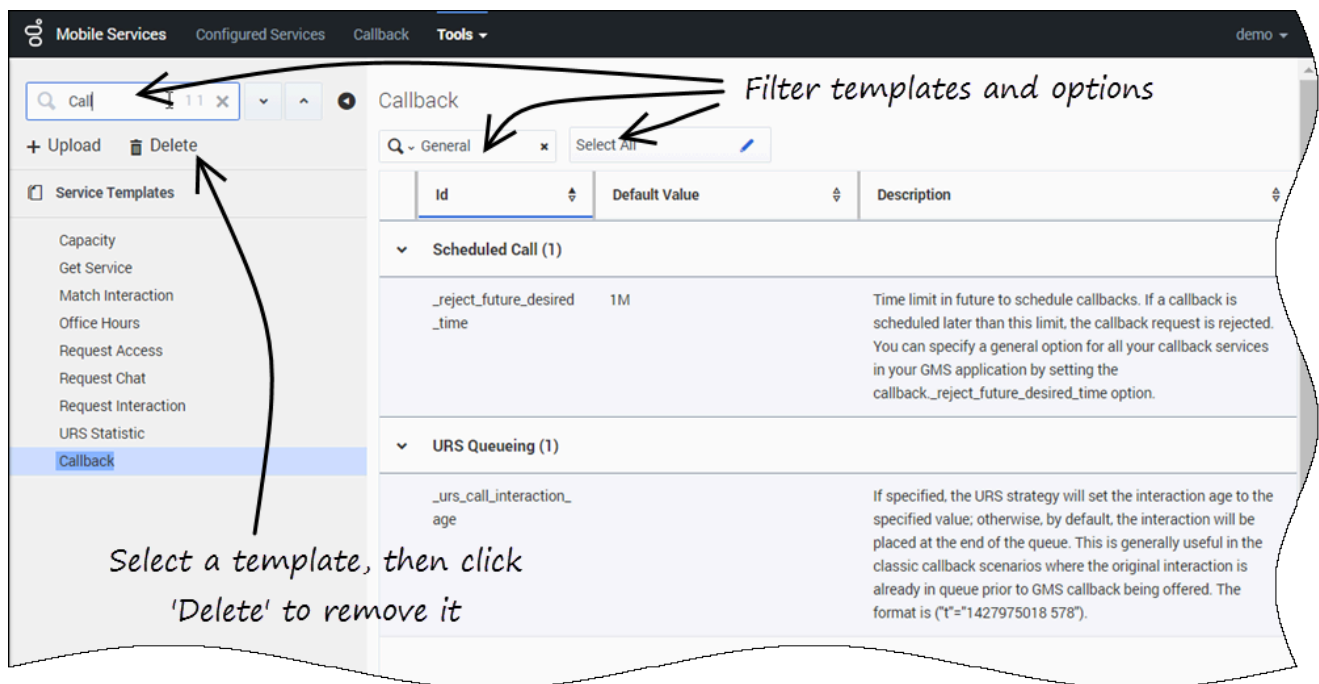 Mobile Services Configured Services Callback Tools demo
Call 1 1
Filter templates and options
Callback
+ Upload Delete
General Select All
Service Templates
Id Default Value Description
Capacity
Get Service
Match Interaction
Office Hours
Request Access
Request Chat
Request Interaction
URS Statistic
Callback
Scheduled Call (1)
_reject_future_desired
_time
1M
Time limit in future to schedule callbacks. If a callback is
scheduled later than this limit, the callback request is rejected.
You can specify a general option for all your callback services
in your GMS application by setting the
callback._reject_future_desired_time option.
URS Queueing (1)
_urs_call_interaction_
age
If specified, the URS strategy will set the interaction age to the
specified value; otherwise, by default, the interaction will be
placed at the end of the queue. This is generally useful in the
classic callback scenarios where the original interaction is
already in queue prior to GMS callback being offered. The
format is ("t"="1427975018 578").
Select a template, then click
'Delete' to remove it